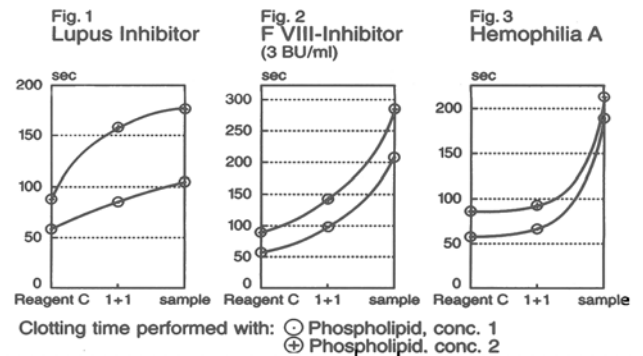 Fig. 1
Lupus Inhibitor
sec
200
150
100
50
0
Reagent C 1+1 sample
Fig. 2
F VIII-Inhibitor
(3 BU/ml)
sec
300
250
200
150
100
50
0
Reagent C 1+1 sample
Fig. 3
Hemophilia A
sec
200
150
100
50
0
Reagent C 1+1 sample
Clotting time performed with: ⊙ Phospholipid, conc. 1
⊕ Phospholipid. conc. 2